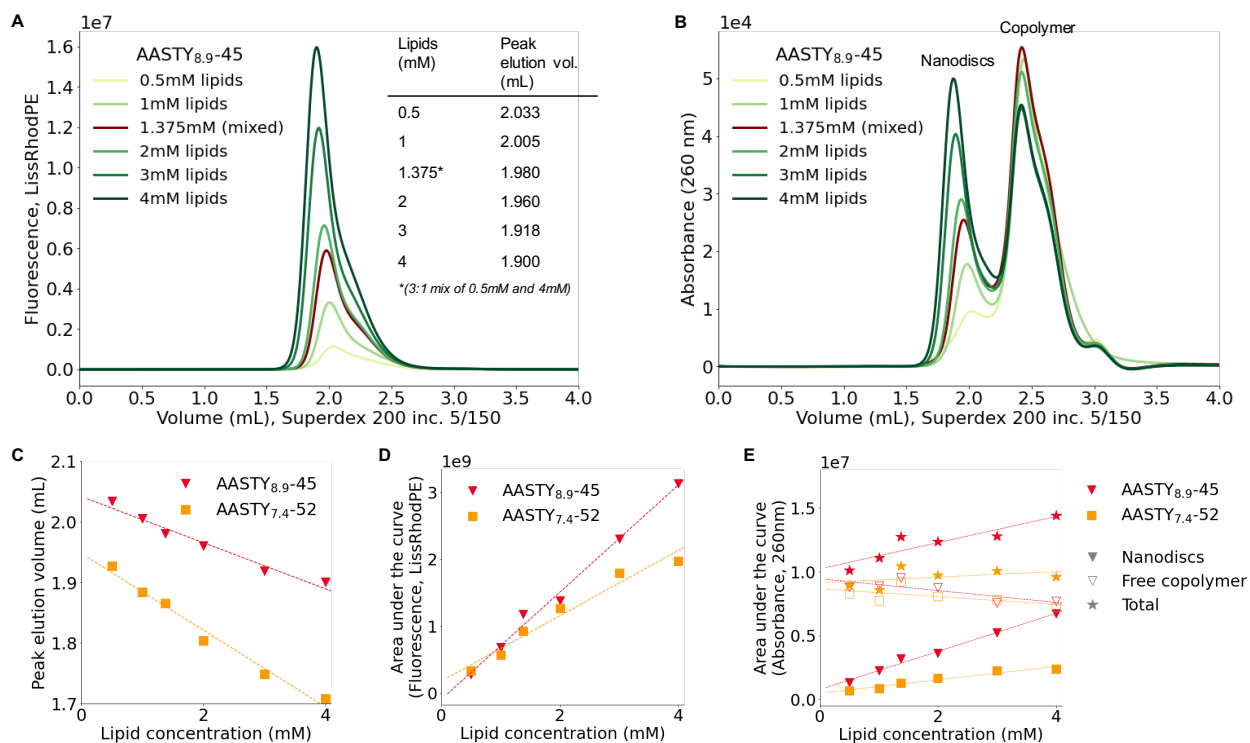 A
1e7
AASTY8.9-45
0.5mM lipids
1mM lipids
1.375mM (mixed)
2mM lipids
3mM lipids
4mM lipids
Lipids (mM) Peak elution vol. (mL)
0.5 2.033
1 2.005
1.375* 1.980
2 1.960
3 1.918
4 1.900
*(3:1 mix of 0.5mM and 4mM)
1.6
1.4
1.2
1.0
0.8
0.6
0.4
0.2
0.0
Fluorescence, LissRhodPE
0.0 0.5 1.0 1.5 2.0 2.5 3.0 3.5 4.0
Volume (mL), Superdex 200 inc. 5/150
B
1e4
AASTY8.9-45
0.5mM lipids
1mM lipids
1.375mM (mixed)
2mM lipids
3mM lipids
4mM lipids
Nanodiscs
Copolymer
5
4
3
2
1
0
Absorbance (260 nm)
0.0 0.5 1.0 1.5 2.0 2.5 3.0 3.5 4.0
Volume (mL), Superdex 200 inc. 5/150
C
2.1
2.0
1.9
1.8
1.7
Peak elution volume (mL)
AASTY8.9-45
AASTY7.4-52
0 2 4
Lipid concentration (mM)
D
1e9
3
2
1
0
Area under the curve
(Fluorescence, LissRhodPE)
AASTY8.9-45
AASTY7.4-52
0 2 4
Lipid concentration (mM)
E
1e7
1.5
1.0
0.5
0.0
Area under the curve
(Absorbance, 260nm)
0 2 4
Lipid concentration (mM)
AASTY8.9-45
AASTY7.4-52
Nanodiscs
Free copolymer
Total